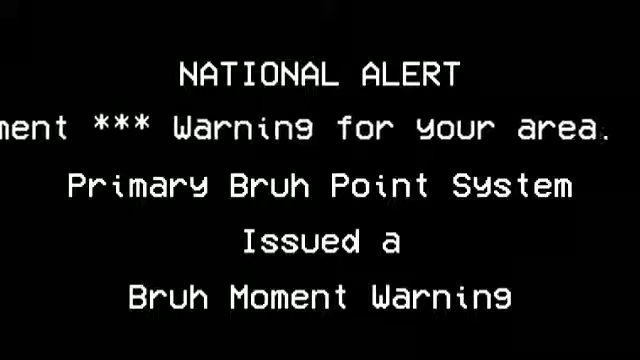 NATIONAL ALERT
ment *** Warning for your area.
Primary Bruh Point System
Issued a
Bruh Moment Warning